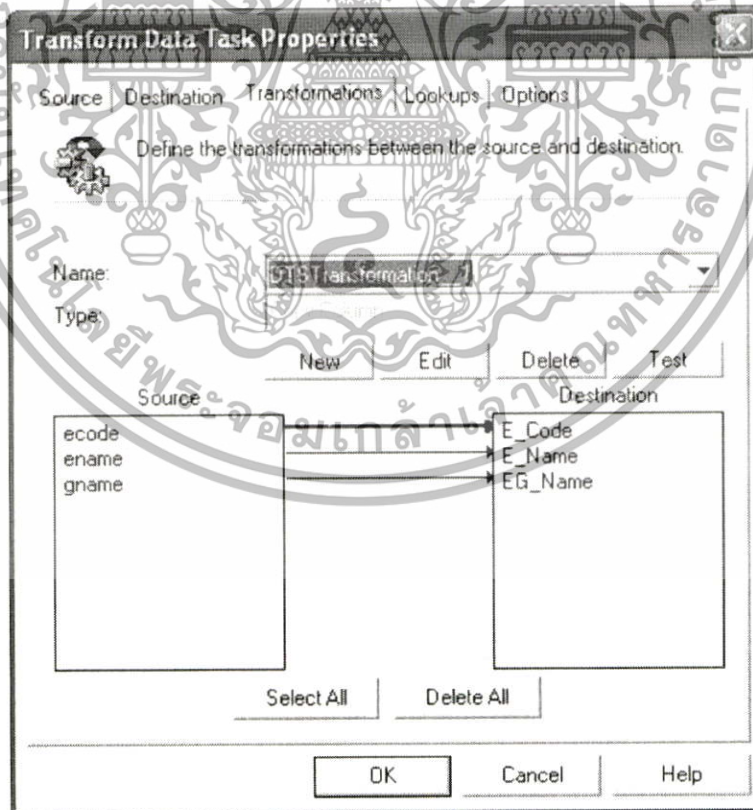 Transform Data Task Properties
Source Destination Transformations Lookups Options
Define the transformations between the source and destination.
Name: DTSTransformation__1
Type:
New Edit Delete Test
Source Destination
ecode E_Code
ename E_Name
gname EG_Name
Select All Delete All
OK Cancel Help